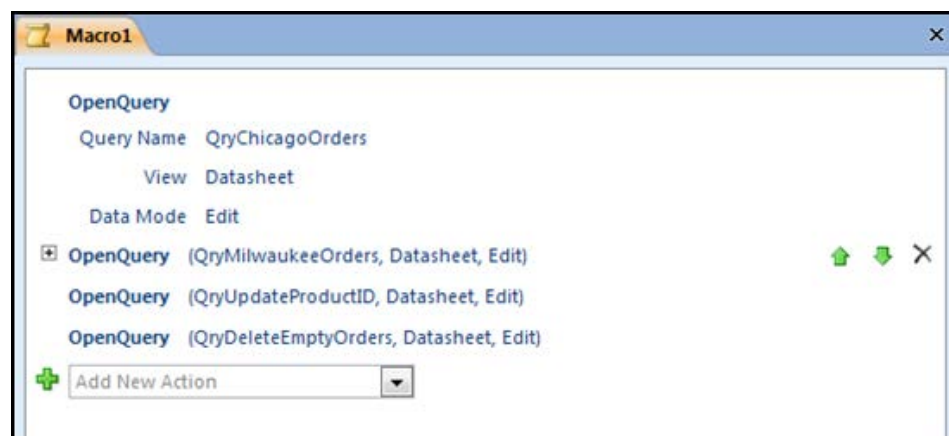 Macro1
OpenQuery
Query Name QryChicagoOrders
View Datasheet
Data Mode Edit
OpenQuery (QryMilwaukeeOrders, Datasheet, Edit)
OpenQuery (QryUpdateProductID, Datasheet, Edit)
OpenQuery (QryDeleteEmptyOrders, Datasheet, Edit)
Add New Action